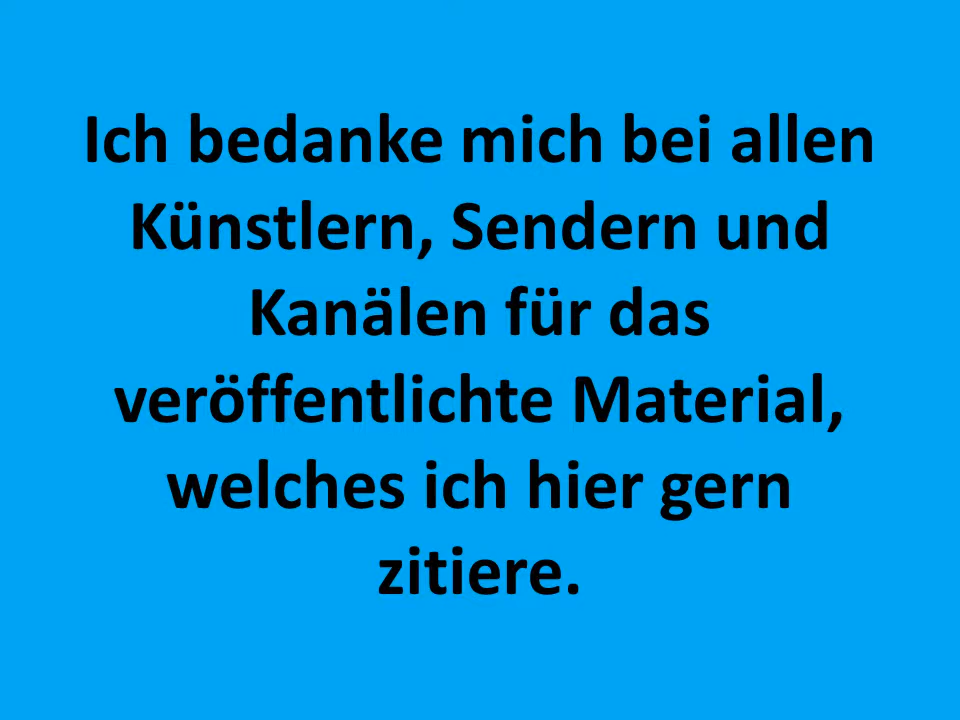 Ich bedanke mich bei allen
Künstlern, Sendern und
Kanälen für das
veröffentlichte Material,
welches ich hier gern
zitiere.